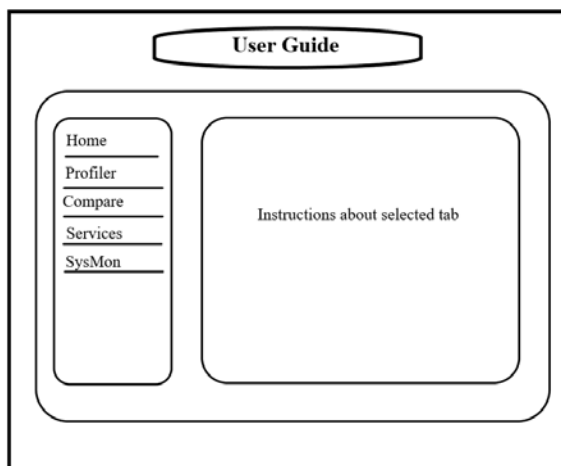 User Guide
Home
Profiler
Compare
Services
SysMon
Instructions about selected tab